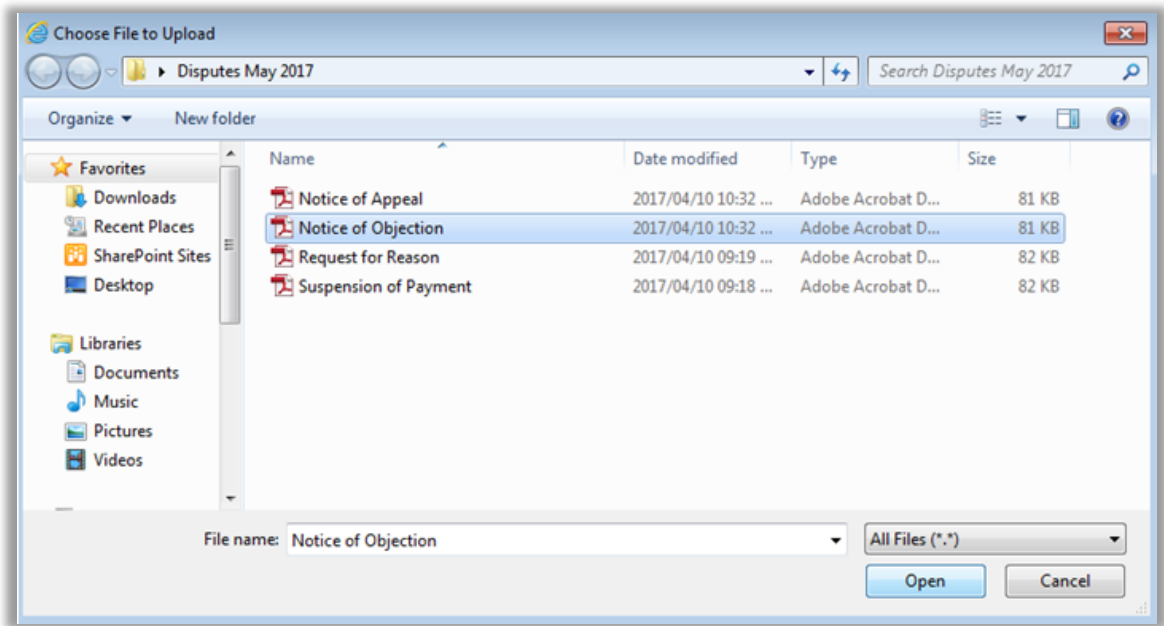 Choose File to Upload
Disputes May 2017
Search Disputes May 2017
Organize
New folder
Favorites
Downloads
Recent Places
SharePoint Sites
Desktop
Libraries
Documents
Music
Pictures
Videos
Name Date modified Type Size
Notice of Appeal 2017/04/10 10:32 ... Adobe Acrobat D... 81 KB
Notice of Objection 2017/04/10 10:32 ... Adobe Acrobat D... 81 KB
Request for Reason 2017/04/10 09:19 ... Adobe Acrobat D... 82 KB
Suspension of Payment 2017/04/10 09:18 ... Adobe Acrobat D... 82 KB
File name: Notice of Objection All Files (*.*)
Open Cancel